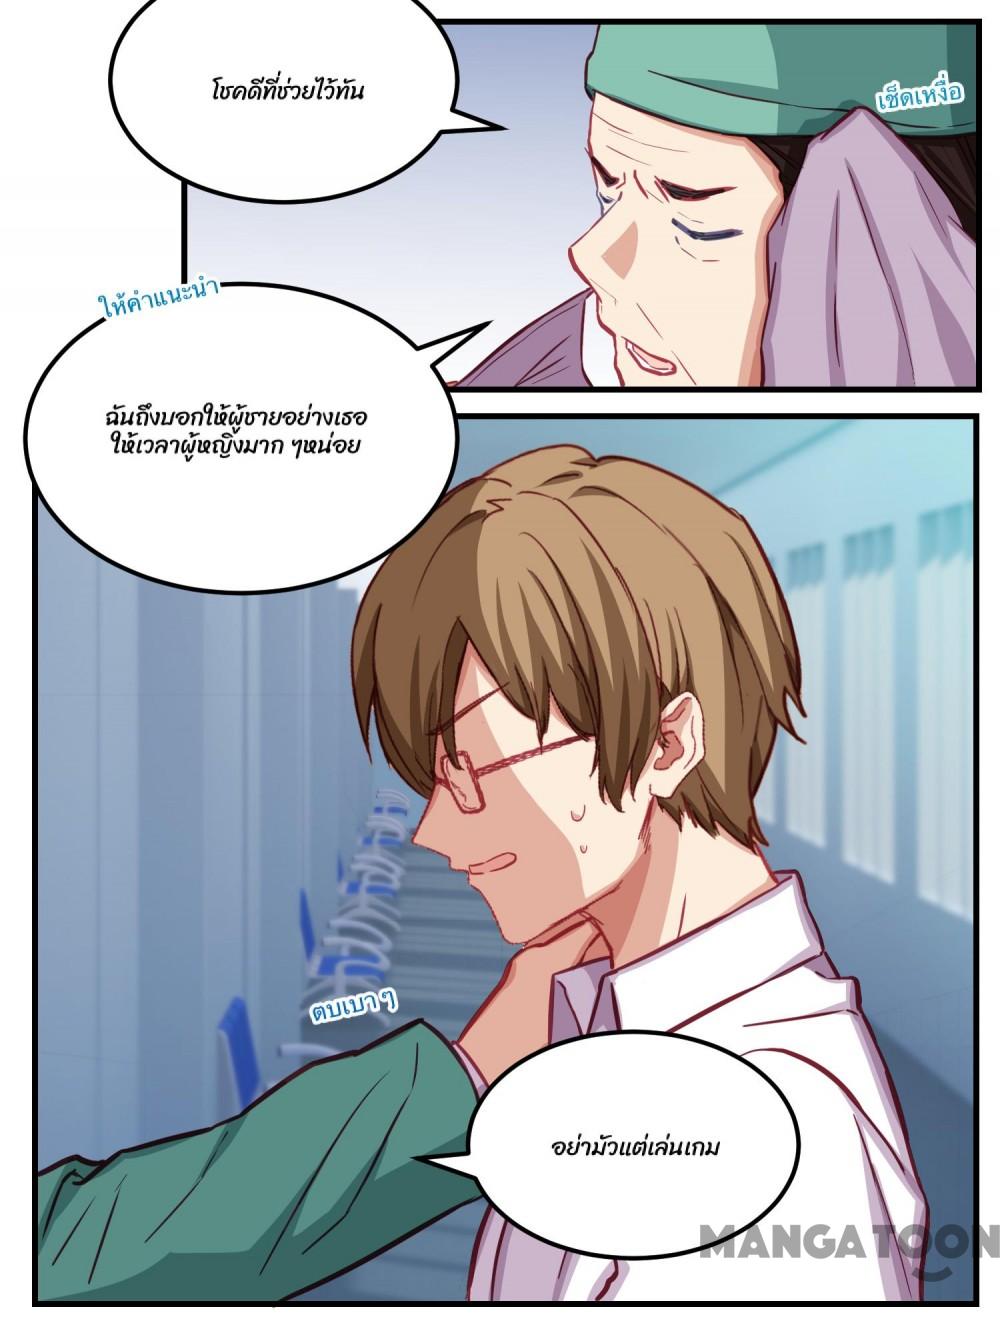 โชคดีที่ช่วยไว้ทัน
เช็ดเหงื่อ
ให้คำแนะนำ
ฉันถึงบอกให้ผู้ชายอย่างเธอ
ให้เวลาผู้หญิงมาก ๆหน่อย
ตบเบาๆ
อย่ามัวแต่เล่นเกม
MANGATOON